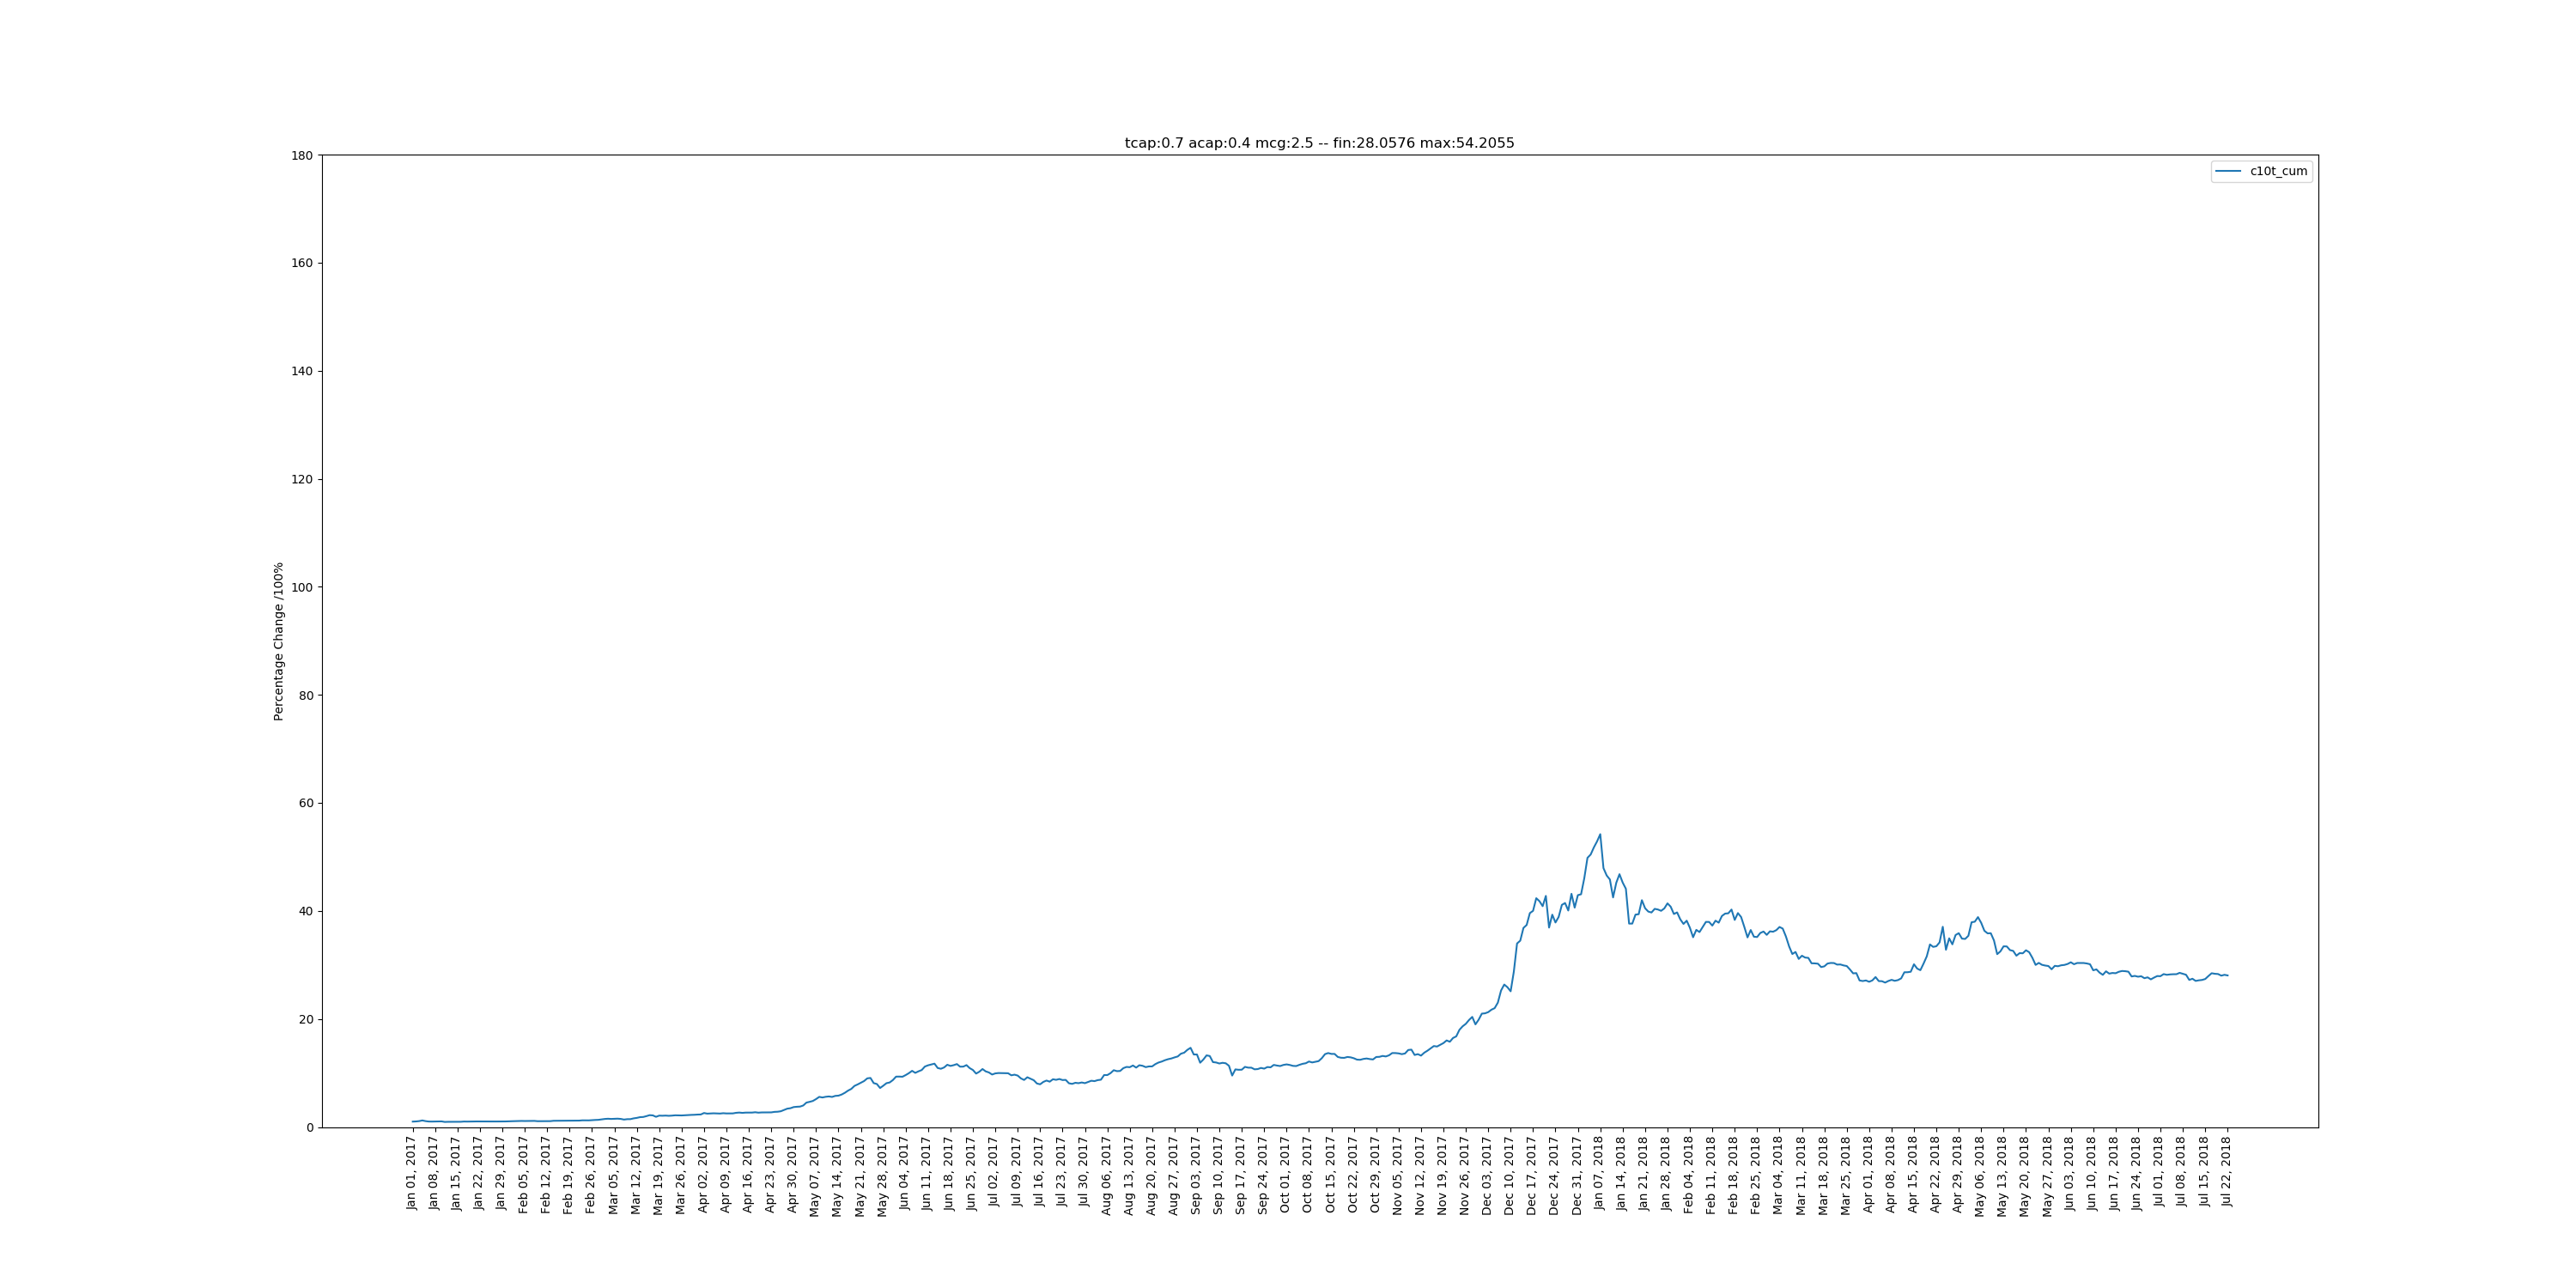 tcap:0.7 acap:0.4 mcg:2.5 -- fin:28.0576 max:54.2055
c10t_cum
Percentage Change /100%
180
160
140
120
100
80
60
40
20
0
Jan 01, 2017
Jan 08, 2017
Jan 15, 2017
Jan 22, 2017
Jan 29, 2017
Feb 05, 2017
Feb 12, 2017
Feb 19, 2017
Feb 26, 2017
Mar 05, 2017
Mar 12, 2017
Mar 19, 2017
Mar 26, 2017
Apr 02, 2017
Apr 09, 2017
Apr 16, 2017
Apr 23, 2017
Apr 30, 2017
May 07, 2017
May 14, 2017
May 21, 2017
May 28, 2017
Jun 04, 2017
Jun 11, 2017
Jun 18, 2017
Jun 25, 2017
Jul 02, 2017
Jul 09, 2017
Jul 16, 2017
Jul 23, 2017
Jul 30, 2017
Aug 06, 2017
Aug 13, 2017
Aug 20, 2017
Aug 27, 2017
Sep 03, 2017
Sep 10, 2017
Sep 17, 2017
Sep 24, 2017
Oct 01, 2017
Oct 08, 2017
Oct 15, 2017
Oct 22, 2017
Oct 29, 2017
Nov 05, 2017
Nov 12, 2017
Nov 19, 2017
Nov 26, 2017
Dec 03, 2017
Dec 10, 2017
Dec 17, 2017
Dec 24, 2017
Dec 31, 2017
Jan 07, 2018
Jan 14, 2018
Jan 21, 2018
Jan 28, 2018
Feb 04, 2018
Feb 11, 2018
Feb 18, 2018
Feb 25, 2018
Mar 04, 2018
Mar 11, 2018
Mar 18, 2018
Mar 25, 2018
Apr 01, 2018
Apr 08, 2018
Apr 15, 2018
Apr 22, 2018
Apr 29, 2018
May 06, 2018
May 13, 2018
May 20, 2018
May 27, 2018
Jun 03, 2018
Jun 10, 2018
Jun 17, 2018
Jun 24, 2018
Jul 01, 2018
Jul 08, 2018
Jul 15, 2018
Jul 22, 2018